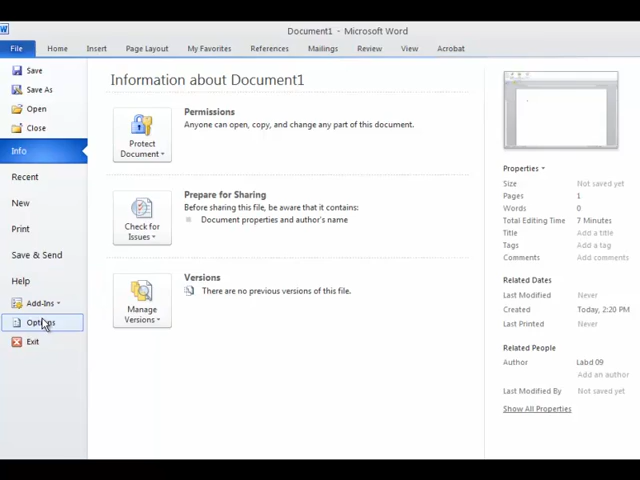 Document1 - Microsoft Word
File Home Insert Page Layout My Favorites References Mailings Review View Acrobat
Save
Save As
Open
Close
Info
Recent
New
Print
Save & Send
Help
Add-Ins
Options
Exit
Information about Document1
Protect
Document
Permissions
Anyone can open, copy, and change any part of this document.
Check for
Issues
Prepare for Sharing
Before sharing this file, be aware that it contains:
Document properties and author's name
Manage
Versions
Versions
There are no previous versions of this file.
Properties
Size Not saved yet
Pages 1
Words 0
Total Editing Time 7 Minutes
Title Add a title
Tags Add a tag
Comments Add comments
Related Dates
Last Modified Never
Created Today, 2:20 PM
Last Printed Never
Related People
Author Labd 09
Add an author
Last Modified By Not saved yet
Show All Properties